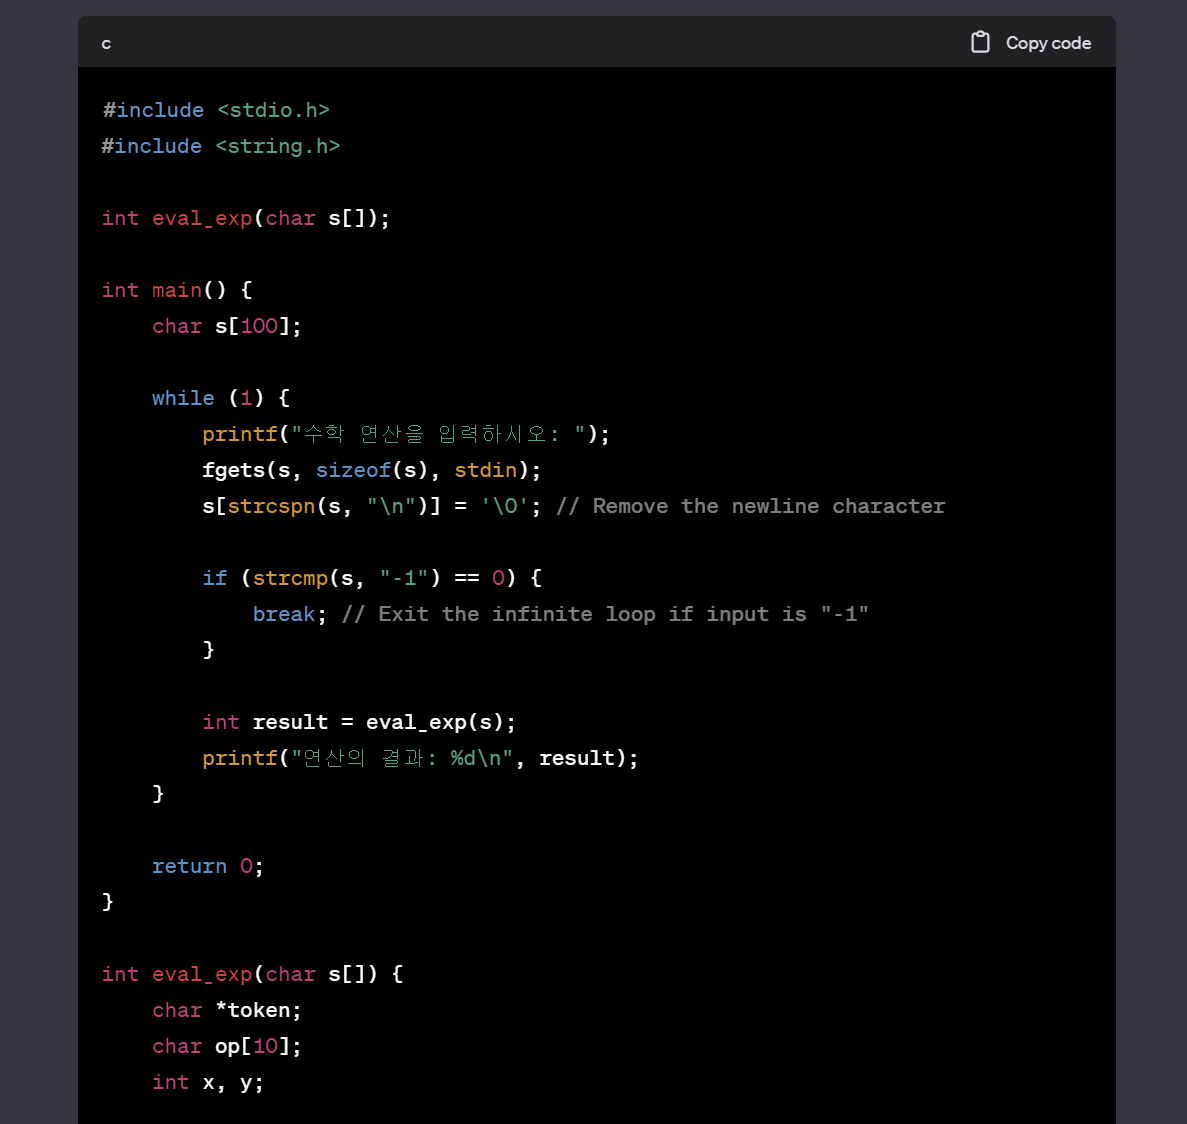 c
Copy code
#include <stdio.h>
#include <string.h>
int eval_exp(char s[]);
int main() {
    char s[100];
    while (1) {
        printf("수학 연산을 입력하시오: ");
        fgets(s, sizeof(s), stdin);
        s[strcspn(s, "\n")] = '\0'; // Remove the newline character
        if (strcmp(s, "-1") == 0) {
            break; // Exit the infinite loop if input is "-1"
        }
        int result = eval_exp(s);
        printf("연산의 결과: %d\n", result);
    }
    return 0;
}
int eval_exp(char s[]) {
    char *token;
    char op[10];
    int x, y;